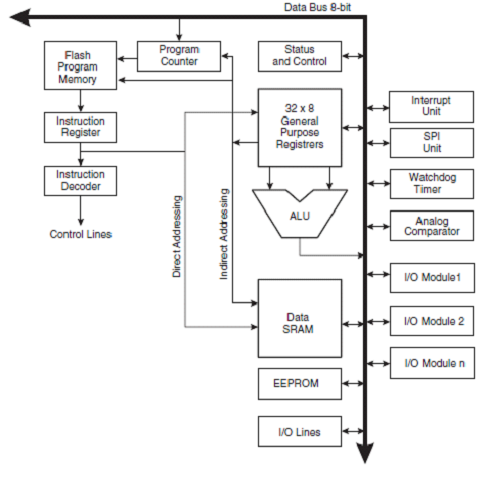 Data Bus 8-bit
Flash
Program
Memory
Program
Counter
Status
and Control
Instruction
Register
32 x 8
General
Purpose
Registrers
Interrupt
Unit
SPI
Unit
Instruction
Decoder
Watchdog
Timer
Control Lines
Direct Addressing
Indirect Addressing
ALU
Analog
Comparator
I/O Module1
Data
SRAM
I/O Module 2
I/O Module n
EEPROM
I/O Lines